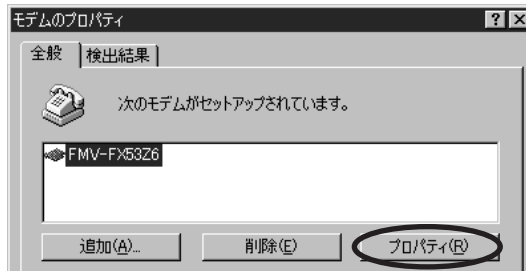 モデムのプロパティ
全般 検出結果
次のモデムがセットアップされています。
FMV-FX53Z6
追加(A)... 削除(E) プロパティ(R)